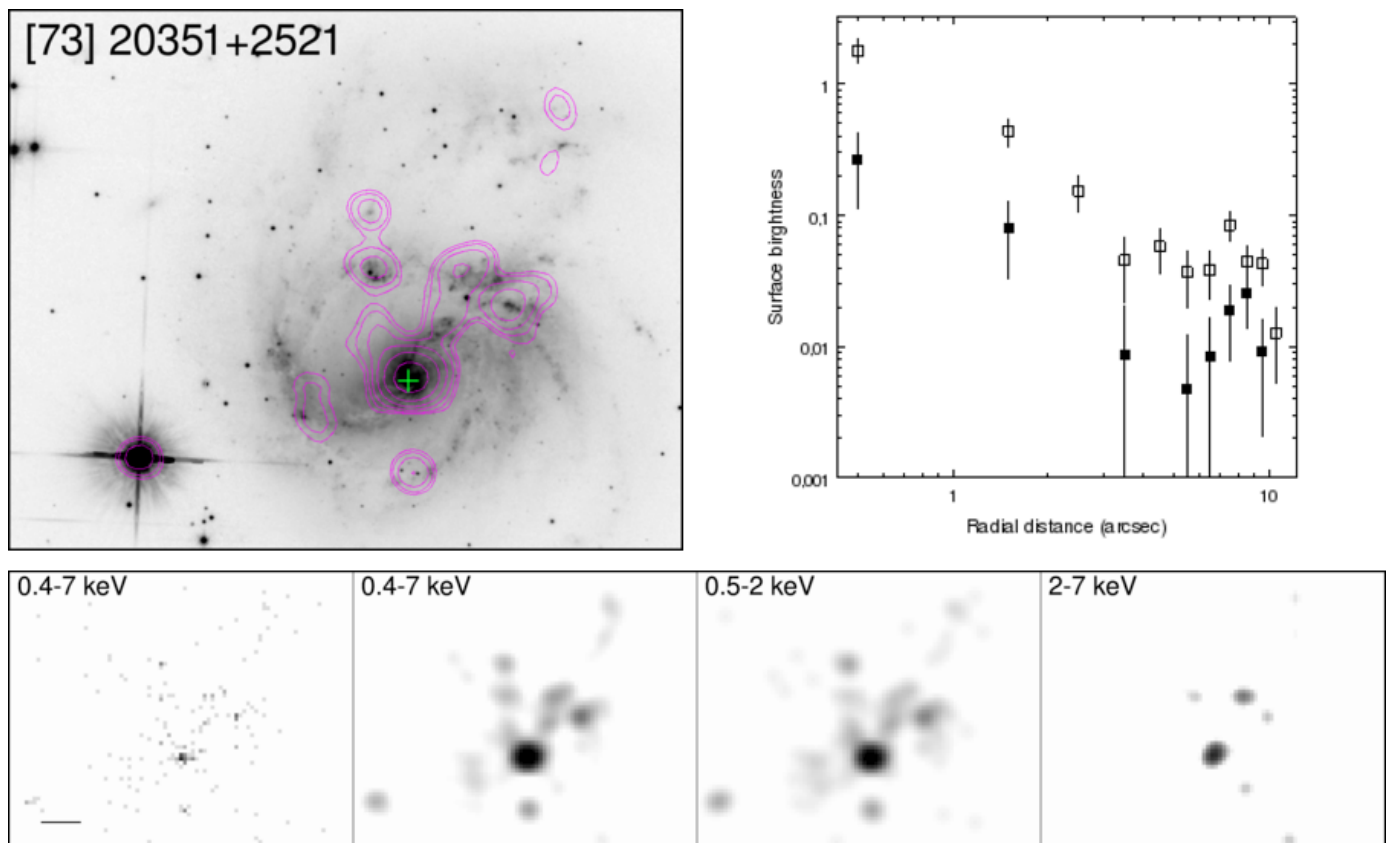 [73] 20351+2521
Surface birghtness
1
0,1
0,01
0,001
1
10
Radial distance (arcsec)
0.4-7 keV
0.4-7 keV
0.5-2 keV
2-7 keV